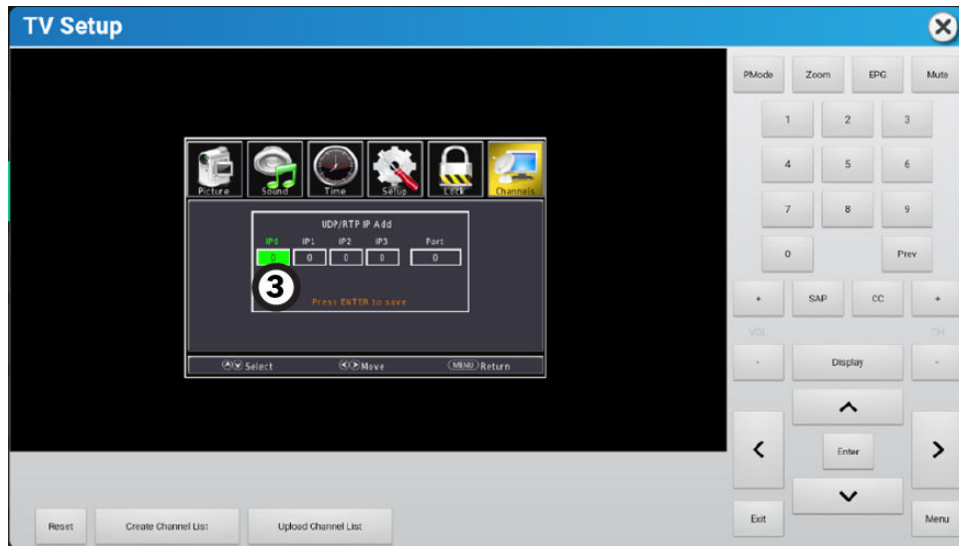 TV Setup
PMode Zoom EPG Mute
1 2 3
4 5 6
7 8 9
0 Prev
+ SAP CC +
VOL CH
- Display -
Enter
Exit Menu
Picture Sound Time Setup Lock Channels
UDP/RTP IP Add
IP0 IP1 IP2 IP3 Port
0 0 0 0 0
3
Press ENTER to save
Select Move MENU Return
Reset Create Channel List Upload Channel List